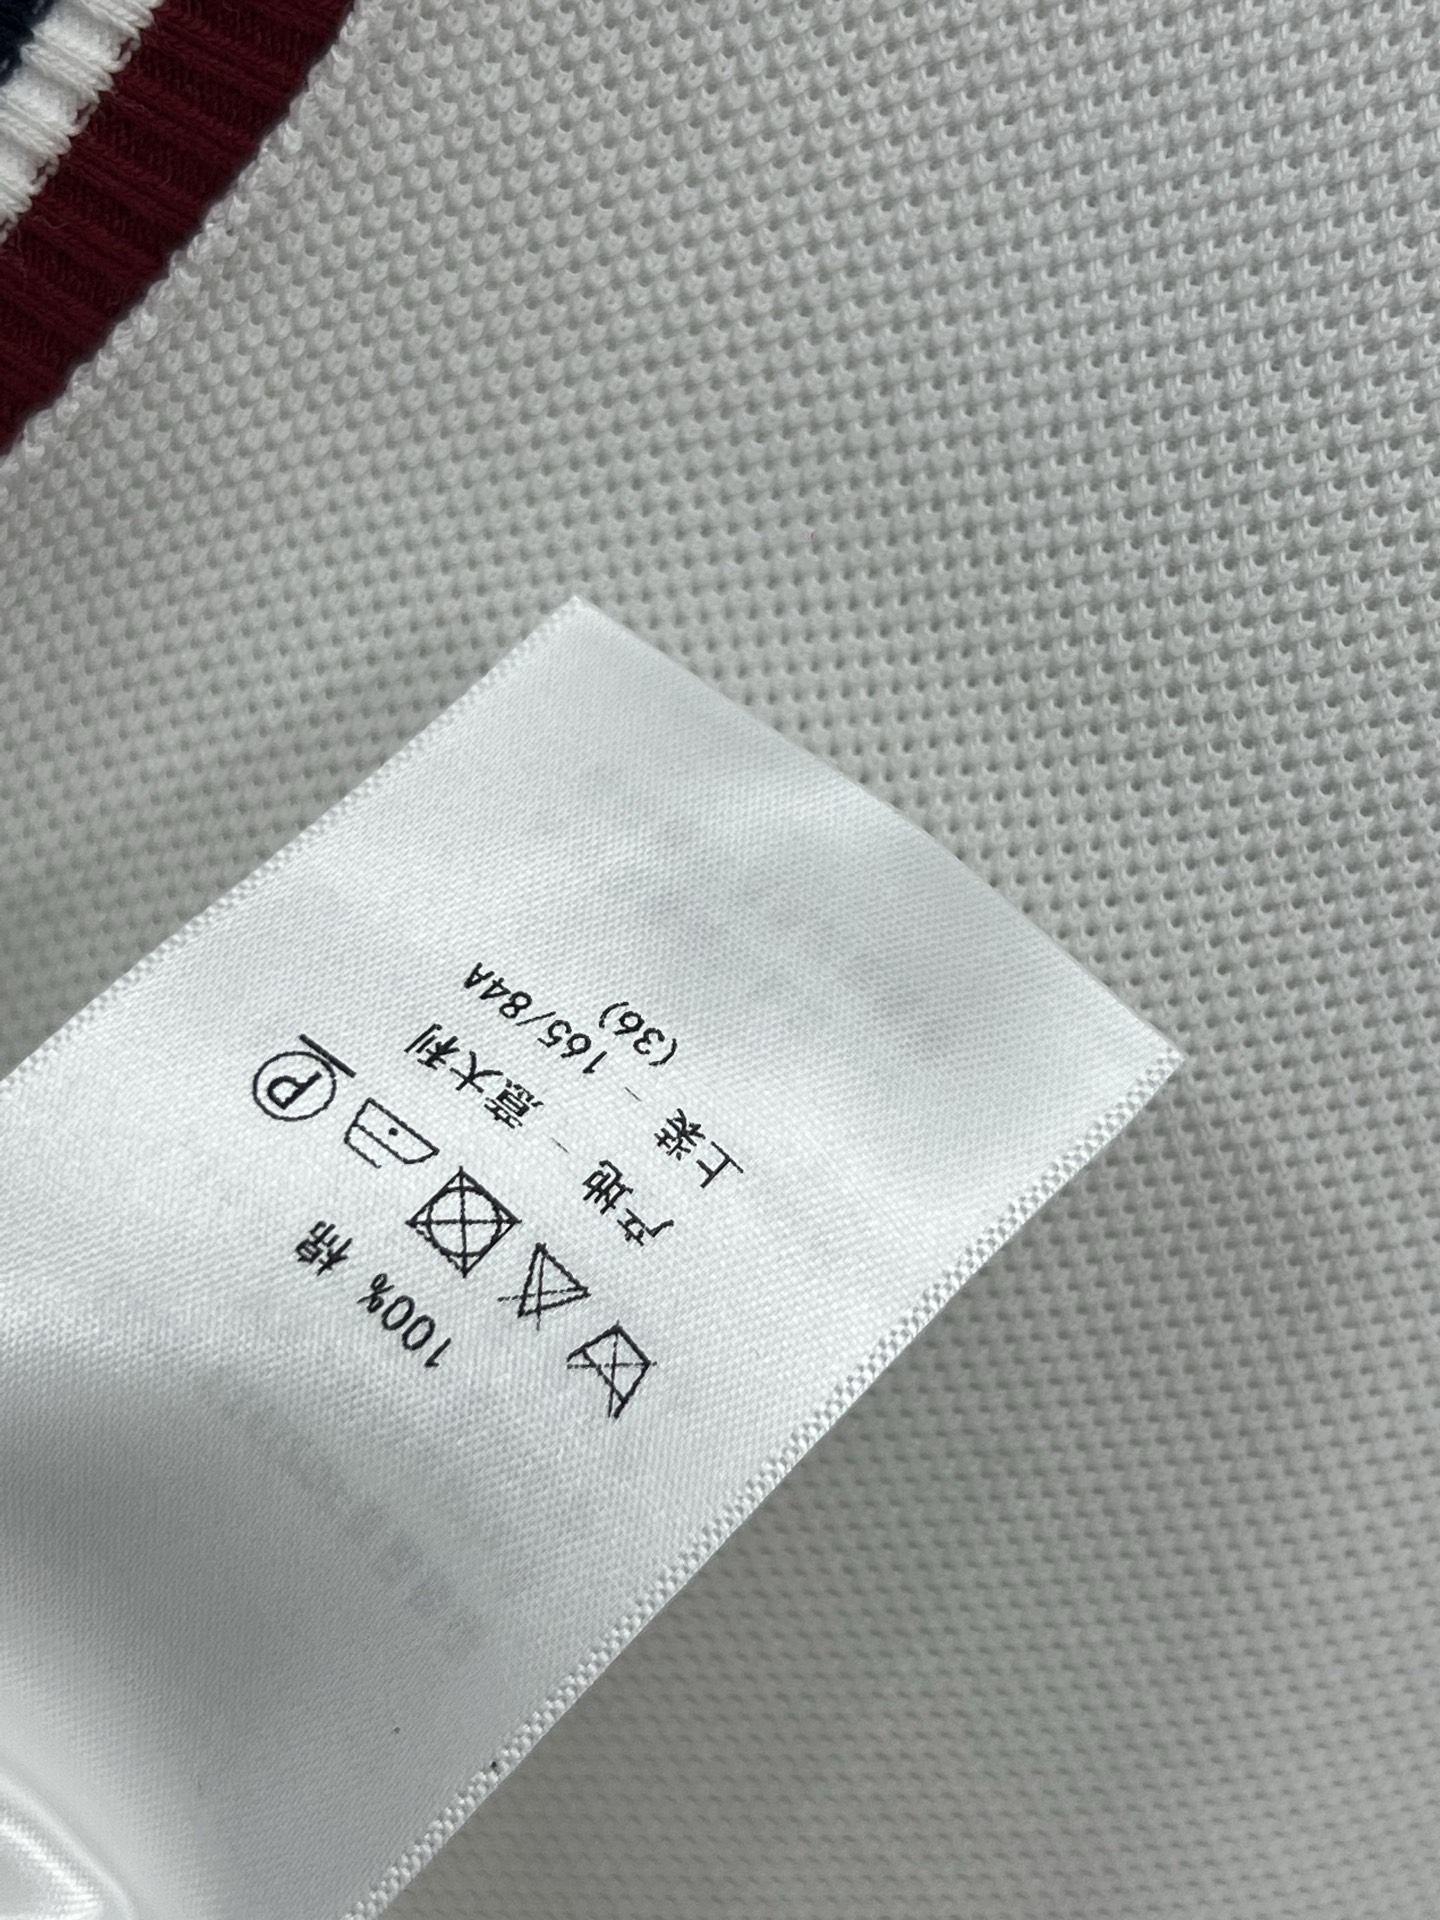 100% 棉
产地 - 意大利
上装 - 165/84A
(36)